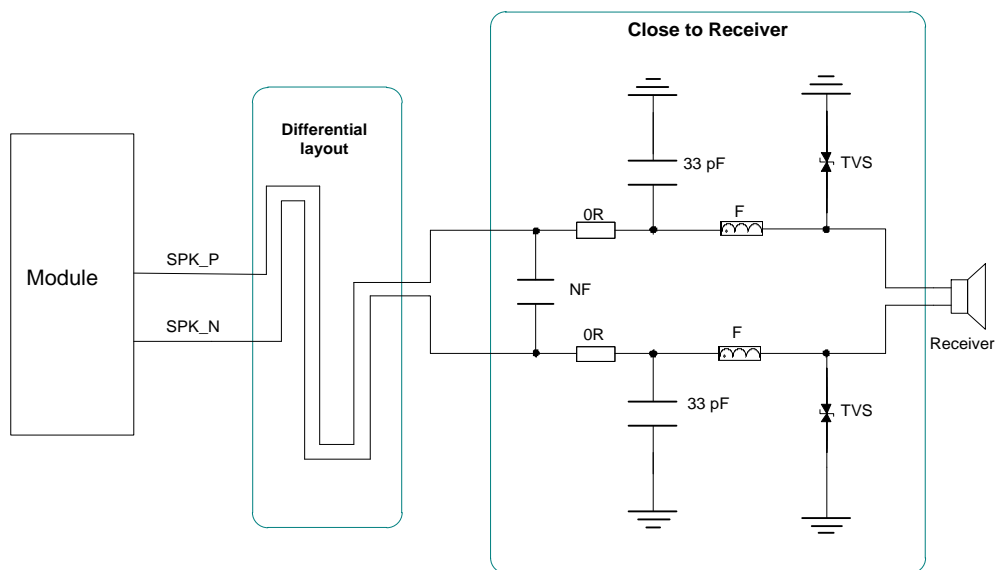 Close to Receiver
Differential
layout
33 pF
TVS
0R
F
SPK_P
Module
NF
SPK_N
0R
F
Receiver
33 pF
TVS